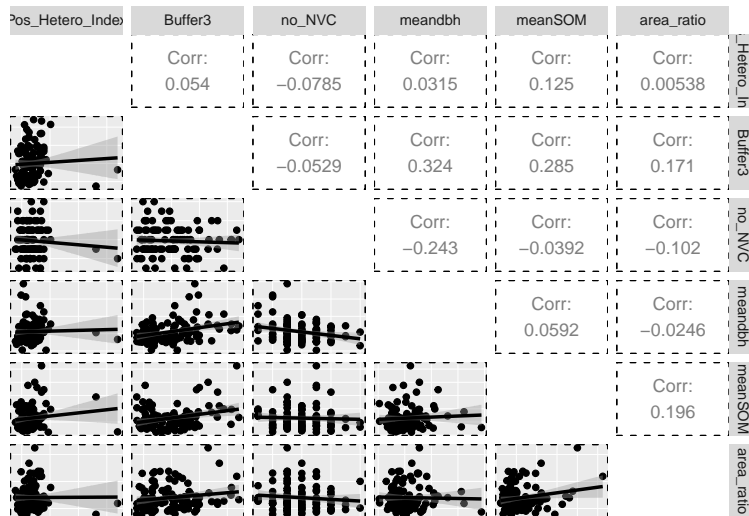 Pos_Hetero_Index Buffer3 no_NVC meandbh meanSOM area_ratio
Corr: Corr: Corr: Corr: Corr:
0.054 −0.0785 0.0315 0.125 0.00538
_Hetero_In
Corr: Corr: Corr: Corr:
−0.0529 0.324 0.285 0.171
Buffer3
Corr: Corr: Corr:
−0.243 −0.0392 −0.102
no_NVC
Corr: Corr:
0.0592 −0.0246
meandbh
Corr:
0.196
meanSOM
area_ratio